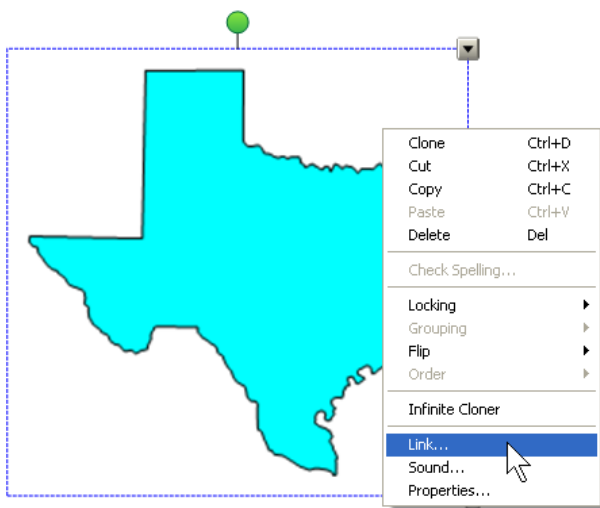 Clone Ctrl+D
Cut Ctrl+X
Copy Ctrl+C
Paste Ctrl+V
Delete Del
Check Spelling...
Locking
Grouping
Flip
Order
Infinite Cloner
Link...
Sound...
Properties...